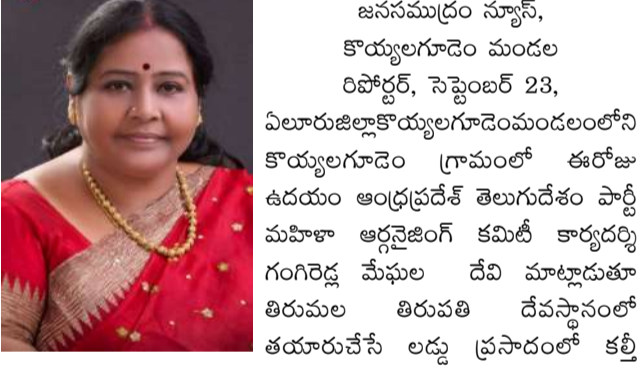 జనసముద్రం న్యూస్,
కొయ్యలగూడెం మండల
రిపోర్టర్, సెప్టెంబర్ 23,
ఏలూరుజిల్లాకొయ్యలగూడెంమండలంలోని
కొయ్యలగూడెం గ్రామంలో ఈరోజు
ఉదయం ఆంధ్రప్రదేశ్ తెలుగుదేశం పార్టీ
మహిళా ఆర్గనైజింగ్ కమిటీ కార్యదర్శి
గంగిరెడ్ల మేఘల దేవి మాట్లాడుతూ
తిరుమల తిరుపతి దేవస్థానంలో
తయారుచేసే లడ్డు ప్రసాదంలో కల్తీ